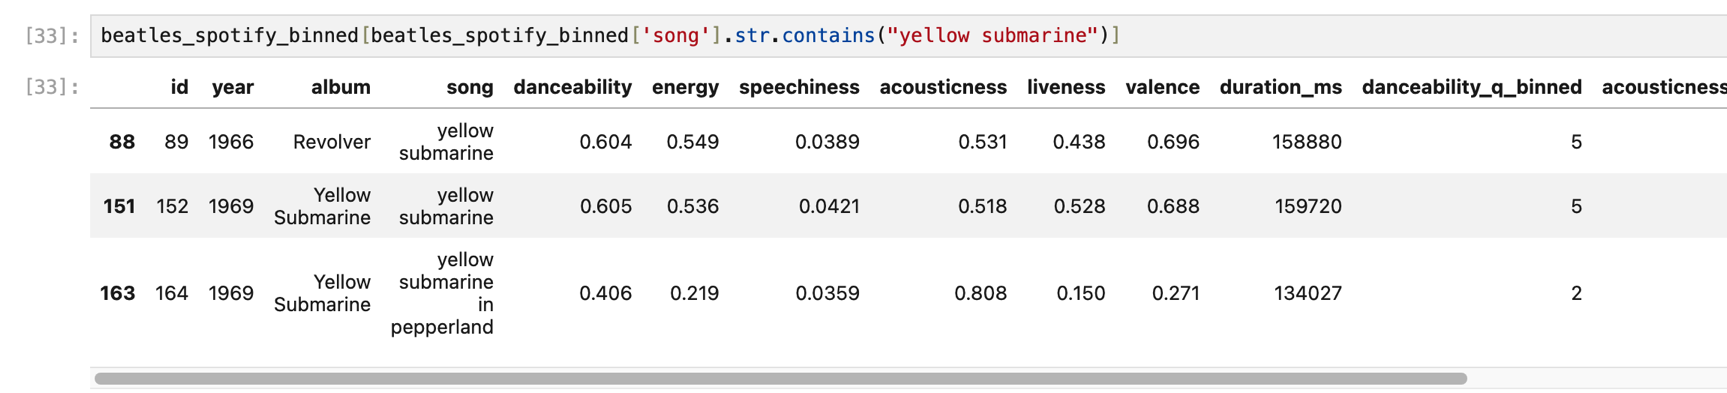 [33]: beatles_spotify_binned[beatles_spotify_binned['song'].str.contains("yellow submarine")]
[33]: id year album song danceability energy speechiness acousticness liveness valence duration_ms danceability_q_binned acousticness
88 89 1966 Revolver yellow submarine 0.604 0.549 0.0389 0.531 0.438 0.696 158880 5
151 152 1969 Yellow Submarine yellow submarine 0.605 0.536 0.0421 0.518 0.528 0.688 159720 5
163 164 1969 Yellow Submarine yellow submarine in pepperland 0.406 0.219 0.0359 0.808 0.150 0.271 134027 2